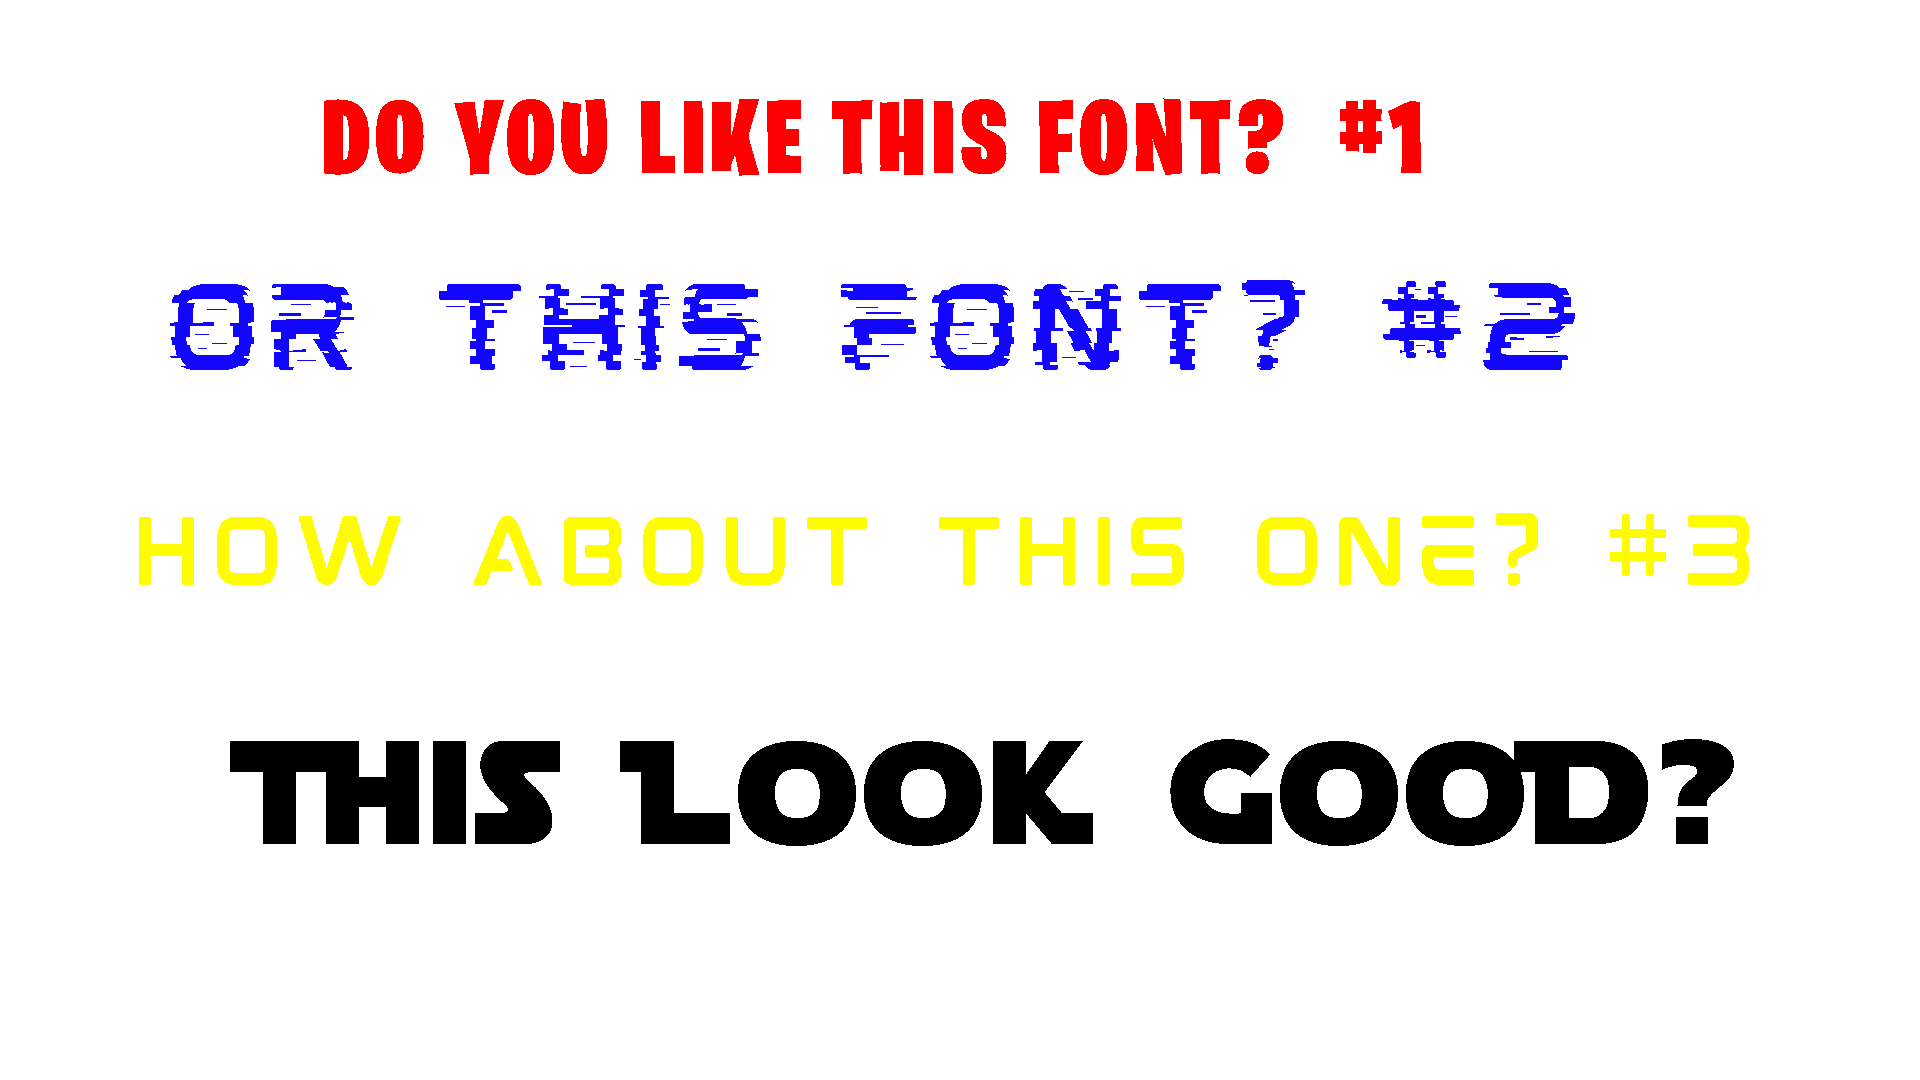 DO YOU LIKE THIS FONT? #1
OR THIS FONT? #2
HOW ABOUT THIS ONE? #3
THIS LOOK GOOD?